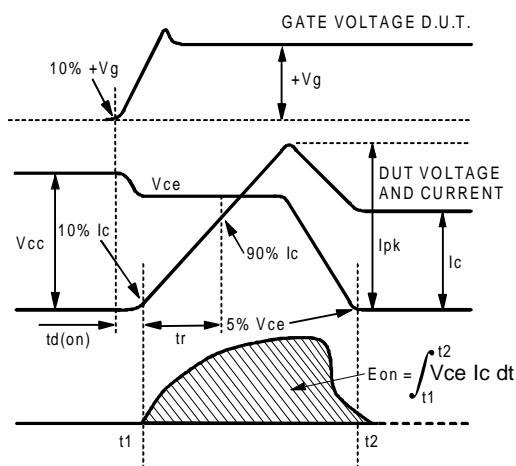 GATE VOLTAGE D.U.T.
10% +Vg
+Vg
DUT VOLTAGE
AND CURRENT
Vce
Vcc
10% Ic
90% Ic
Ipk
Ic
td(on)
tr
5% Vce
Eon = ∫ t1 t2 Vce Ic dt
t1
t2